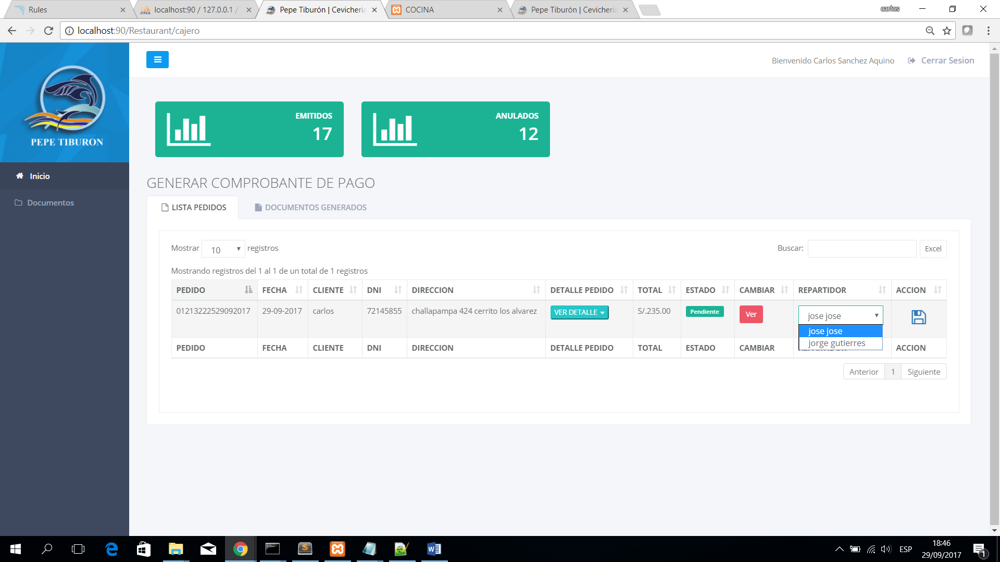 Rules
localhost:90 / 127.0.0.1 /
Pepe Tiburón | Cevicheria
COCINA
Pepe Tiburón | Cevicheria
carlos
localhost:90/Restaurant/cajero
PEPE TIBURON
Bienvenido Carlos Sanchez Aquino
Cerrar Sesion
Inicio
Documentos
EMITIDOS
17
ANULADOS
12
GENERAR COMPROBANTE DE PAGO
LISTA PEDIDOS
DOCUMENTOS GENERADOS
Mostrar 10 registros
Buscar:
Excel
Mostrando registros del 1 al 1 de un total de 1 registros
PEDIDO FECHA CLIENTE DNI DIRECCION DETALLE PEDIDO TOTAL ESTADO CAMBIAR REPARTIDOR ACCION
01213222529092017 29-09-2017 carlos 72145855 challapampa 424 cerrito los alvarez VER DETALLE S/.235.00 Pendiente Ver jose jose
jose jose
jorge gutierres
PEDIDO FECHA CLIENTE DNI DIRECCION DETALLE PEDIDO TOTAL ESTADO CAMBIAR ACCION
Anterior 1 Siguiente
ESP
18:46
29/09/2017
1